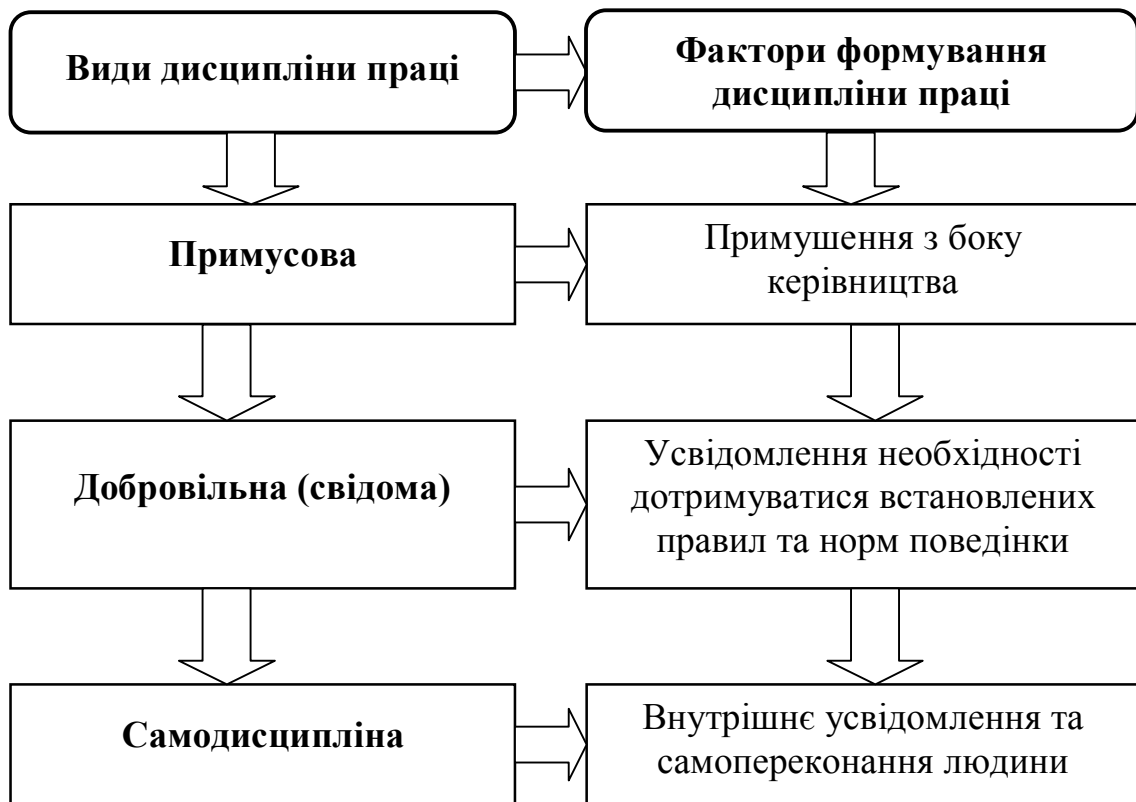 Види дисципліни праці
Фактори формування
дисципліни праці
Примусова
Примушення з боку
керівництва
Добровільна (свідома)
Усвідомлення необхідності
дотримуватися встановлених
правил та норм поведінки
Самодисципліна
Внутрішнє усвідомлення та
самопереконання людини